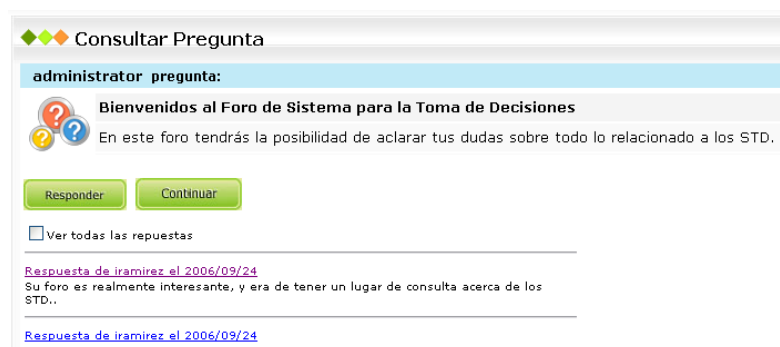 Consultar Pregunta
administrator pregunta:
Bienvenidos al Foro de Sistema para la Toma de Decisiones
En este foro tendrás la posibilidad de aclarar tus dudas sobre todo lo relacionado a los STD.
Responder Continuar
Ver todas las repuestas
Respuesta de iramirez el 2006/09/24
Su foro es realmente interesante, y era de tener un lugar de consulta acerca de los
STD..
Respuesta de iramirez el 2006/09/24